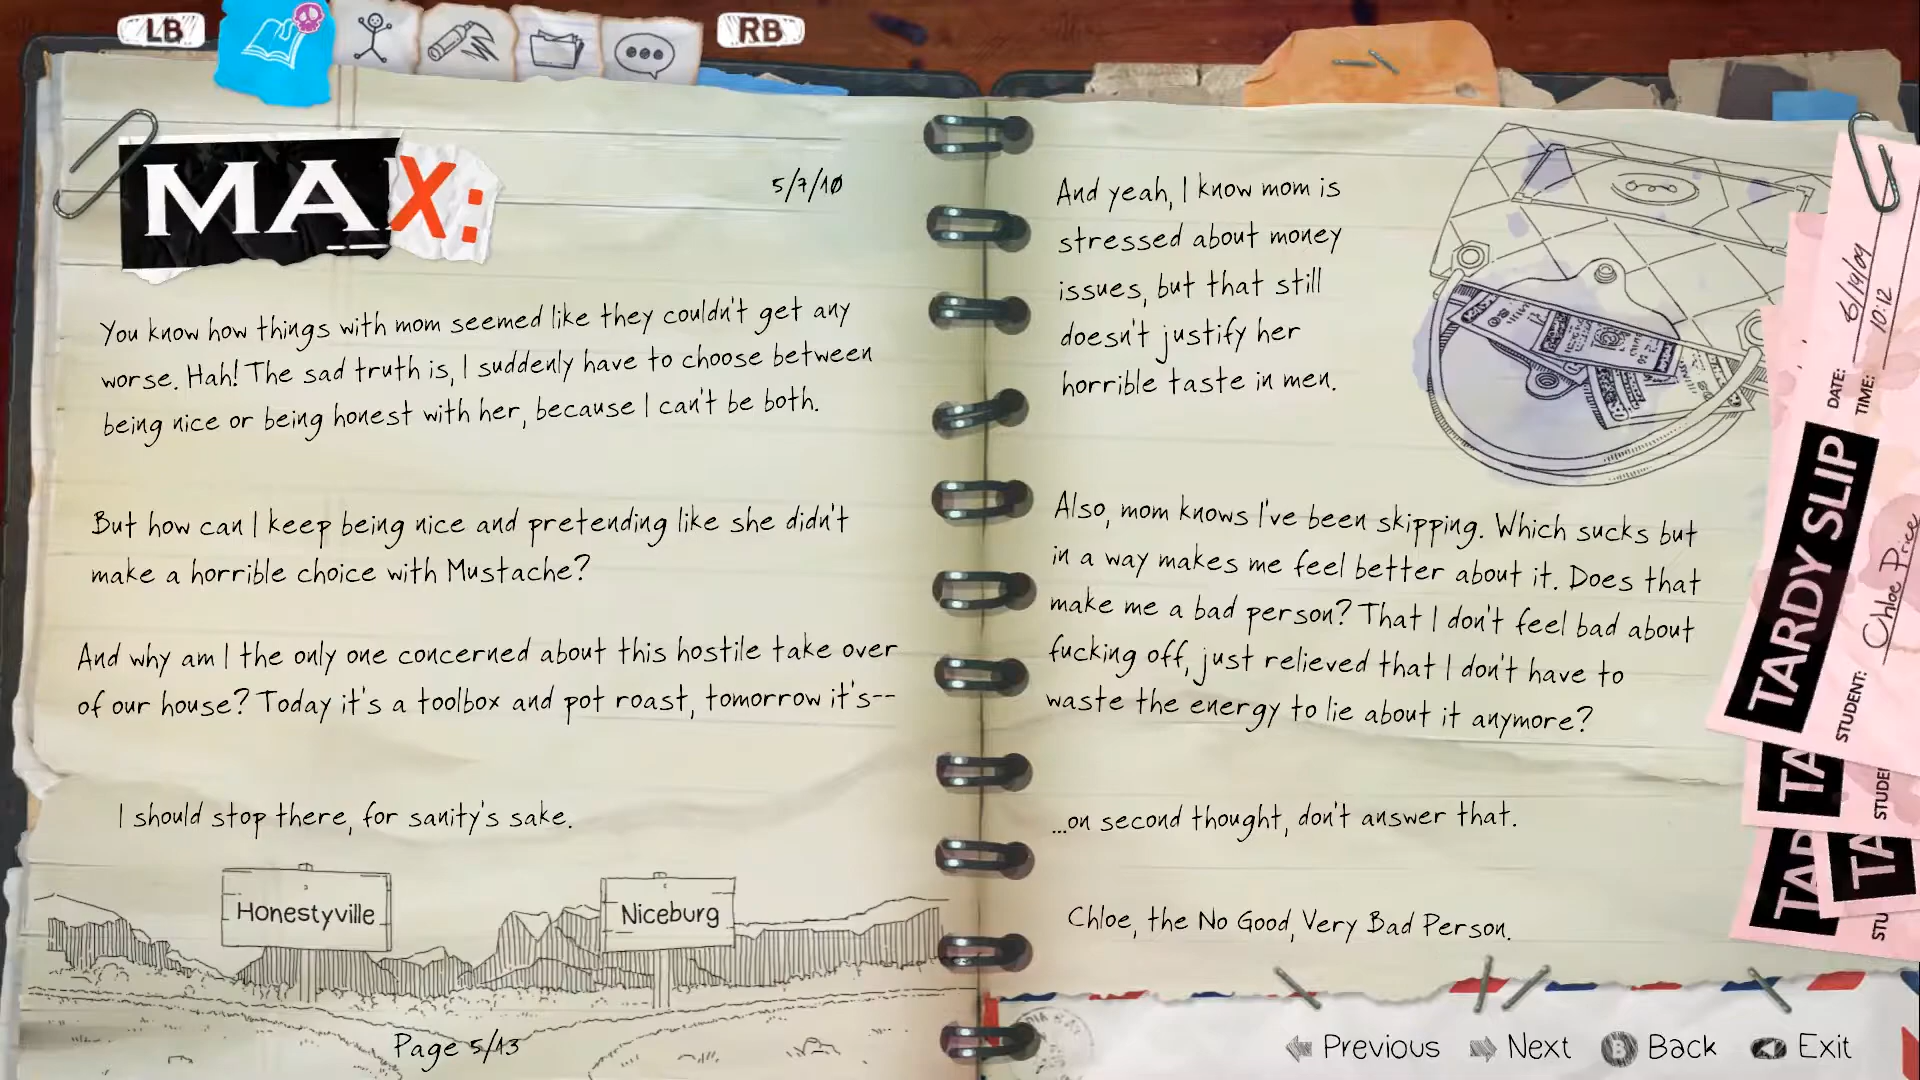 LB
RB
MAX:
5/7/10
You know how things with mom seemed like they couldn't get any
worse. Hah! The sad truth is, I suddenly have to choose between
being nice or being honest with her, because I can't be both.
But how can I keep being nice and pretending like she didn't
make a horrible choice with Mustache?
And why am I the only one concerned about this hostile take over
of our house? Today it's a toolbox and pot roast, tomorrow it's--
I should stop there, for sanity's sake.
Honestyville
Niceburg
Page 5/13
And yeah, I know mom is
stressed about money
issues, but that still
doesn't justify her
horrible taste in men.
Also, mom knows I've been skipping. Which sucks but
in a way makes me feel better about it. Does that
make me a bad person? That I don't feel bad about
fucking off, just relieved that I don't have to
waste the energy to lie about it anymore?
...on second thought, don't answer that.
Chloe, the No Good, Very Bad Person.
TARDY SLIP
DATE: 6/19/09
TIME: 10:12
STUDENT: Chloe Price
TA
STUDE
TAR
STU
TA
Previous
Next
B
Back
Exit